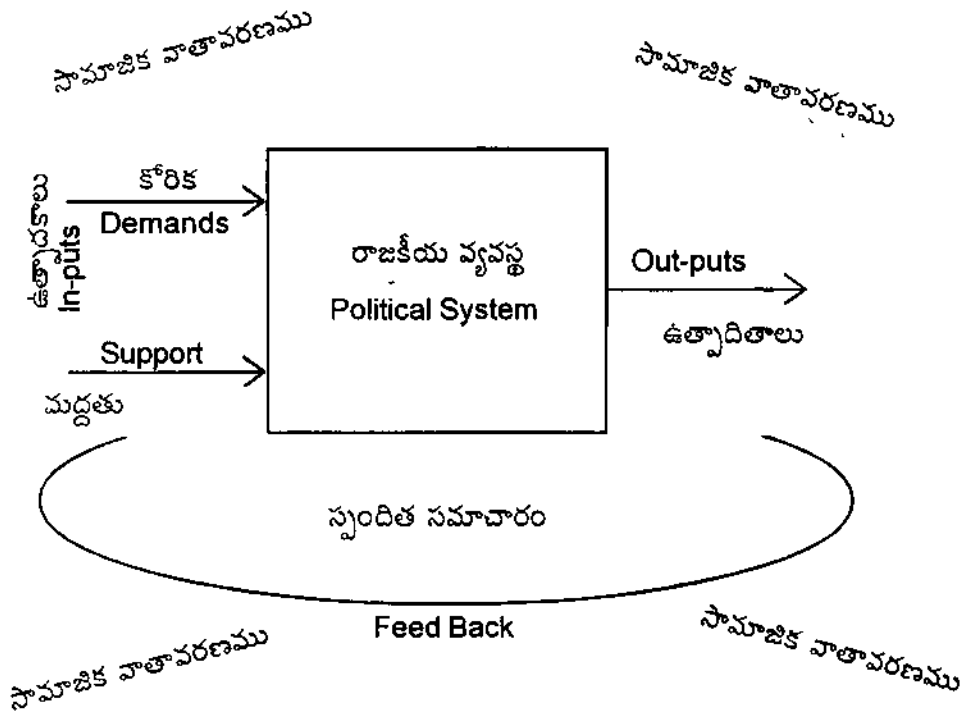 సామాజిక వాతావరణము
సామాజిక వాతావరణము
ఉత్పాదకాలు
In-puts
కోరిక
Demands
రాజకీయ వ్యవస్థ
Political System
Out-puts
ఉత్పాదితాలు
Support
మద్దతు
స్పందిత సమాచారం
Feed Back
సామాజిక వాతావరణము
సామాజిక వాతావరణము